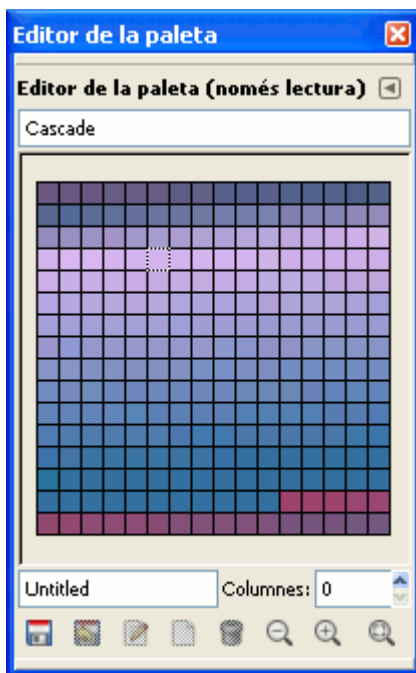 Editor de la paleta
Editor de la paleta (només lectura)
Cascade
Untitled
Columnes: 0